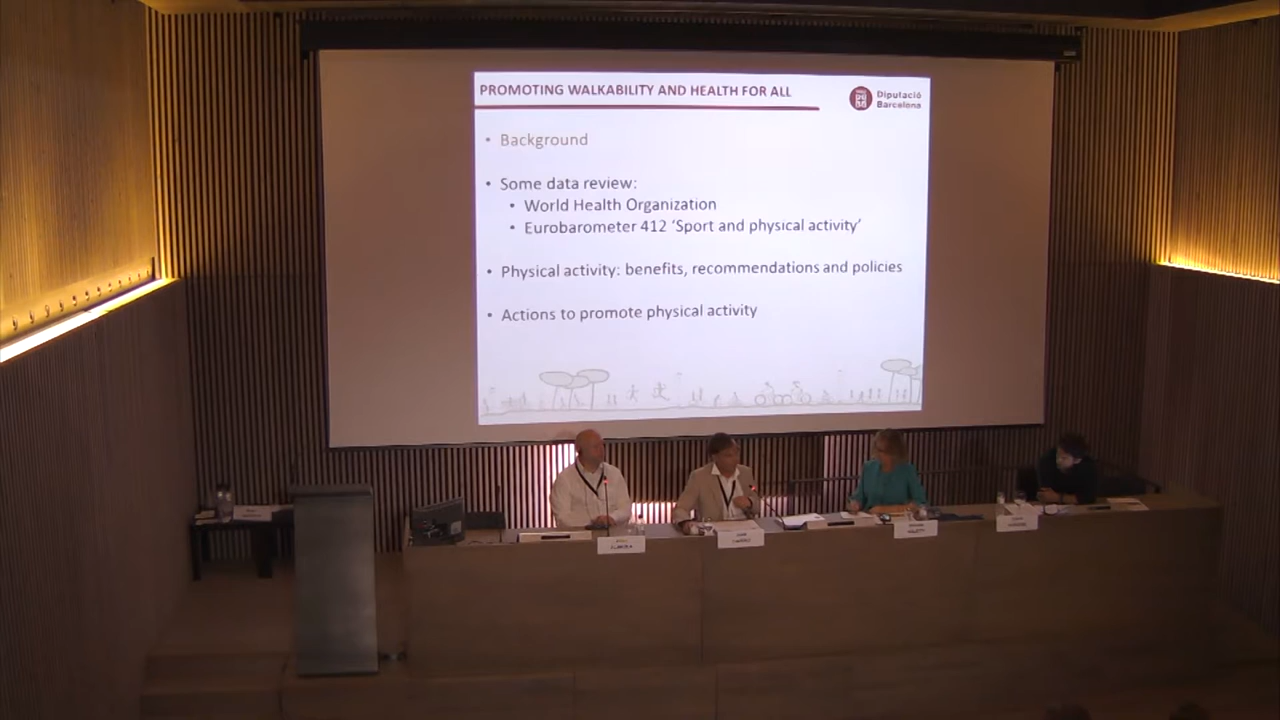 PROMOTING WALKABILITY AND HEALTH FOR ALL
Diputació
Barcelona
• Background
• Some data review:
• World Health Organization
• Eurobarometer 412 ‘Sport and physical activity’
• Physical activity: benefits, recommendations and policies
• Actions to promote physical activity